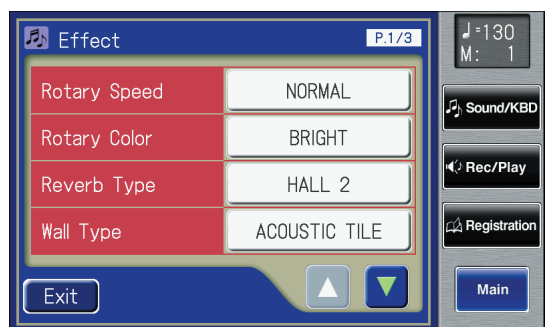 Effect P.1/3
♩=130
M: 1
Rotary Speed NORMAL
Rotary Color BRIGHT
Reverb Type HALL 2
Wall Type ACOUSTIC TILE
Exit
Sound/KBD
Rec/Play
Registration
Main